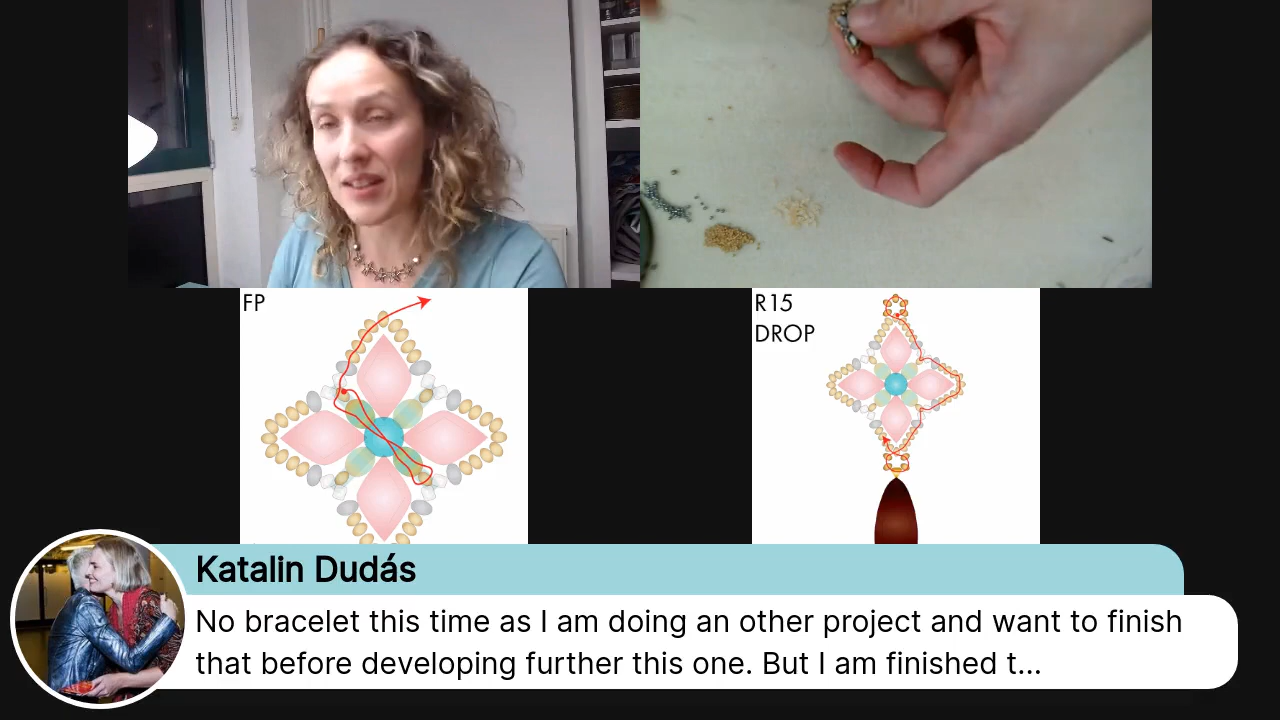 FP
R15
DROP
Katalin Dudás
No bracelet this time as I am doing an other project and want to finish
that before developing further this one. But I am finished t...